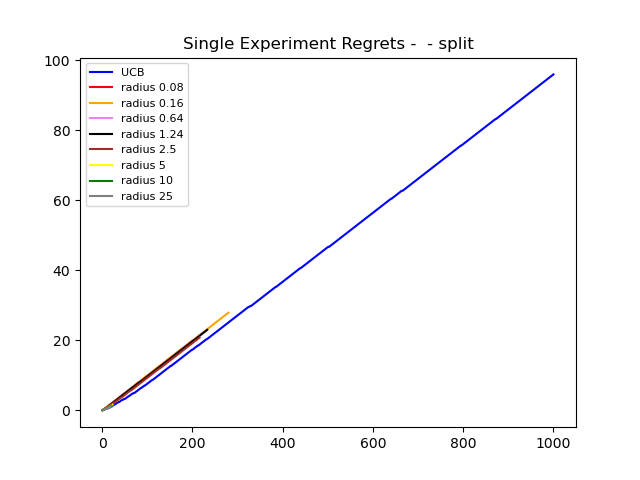 Single Experiment Regrets -  - split
100
80
60
40
20
0
UCB
radius 0.08
radius 0.16
radius 0.64
radius 1.24
radius 2.5
radius 5
radius 10
radius 25
0 200 400 600 800 1000